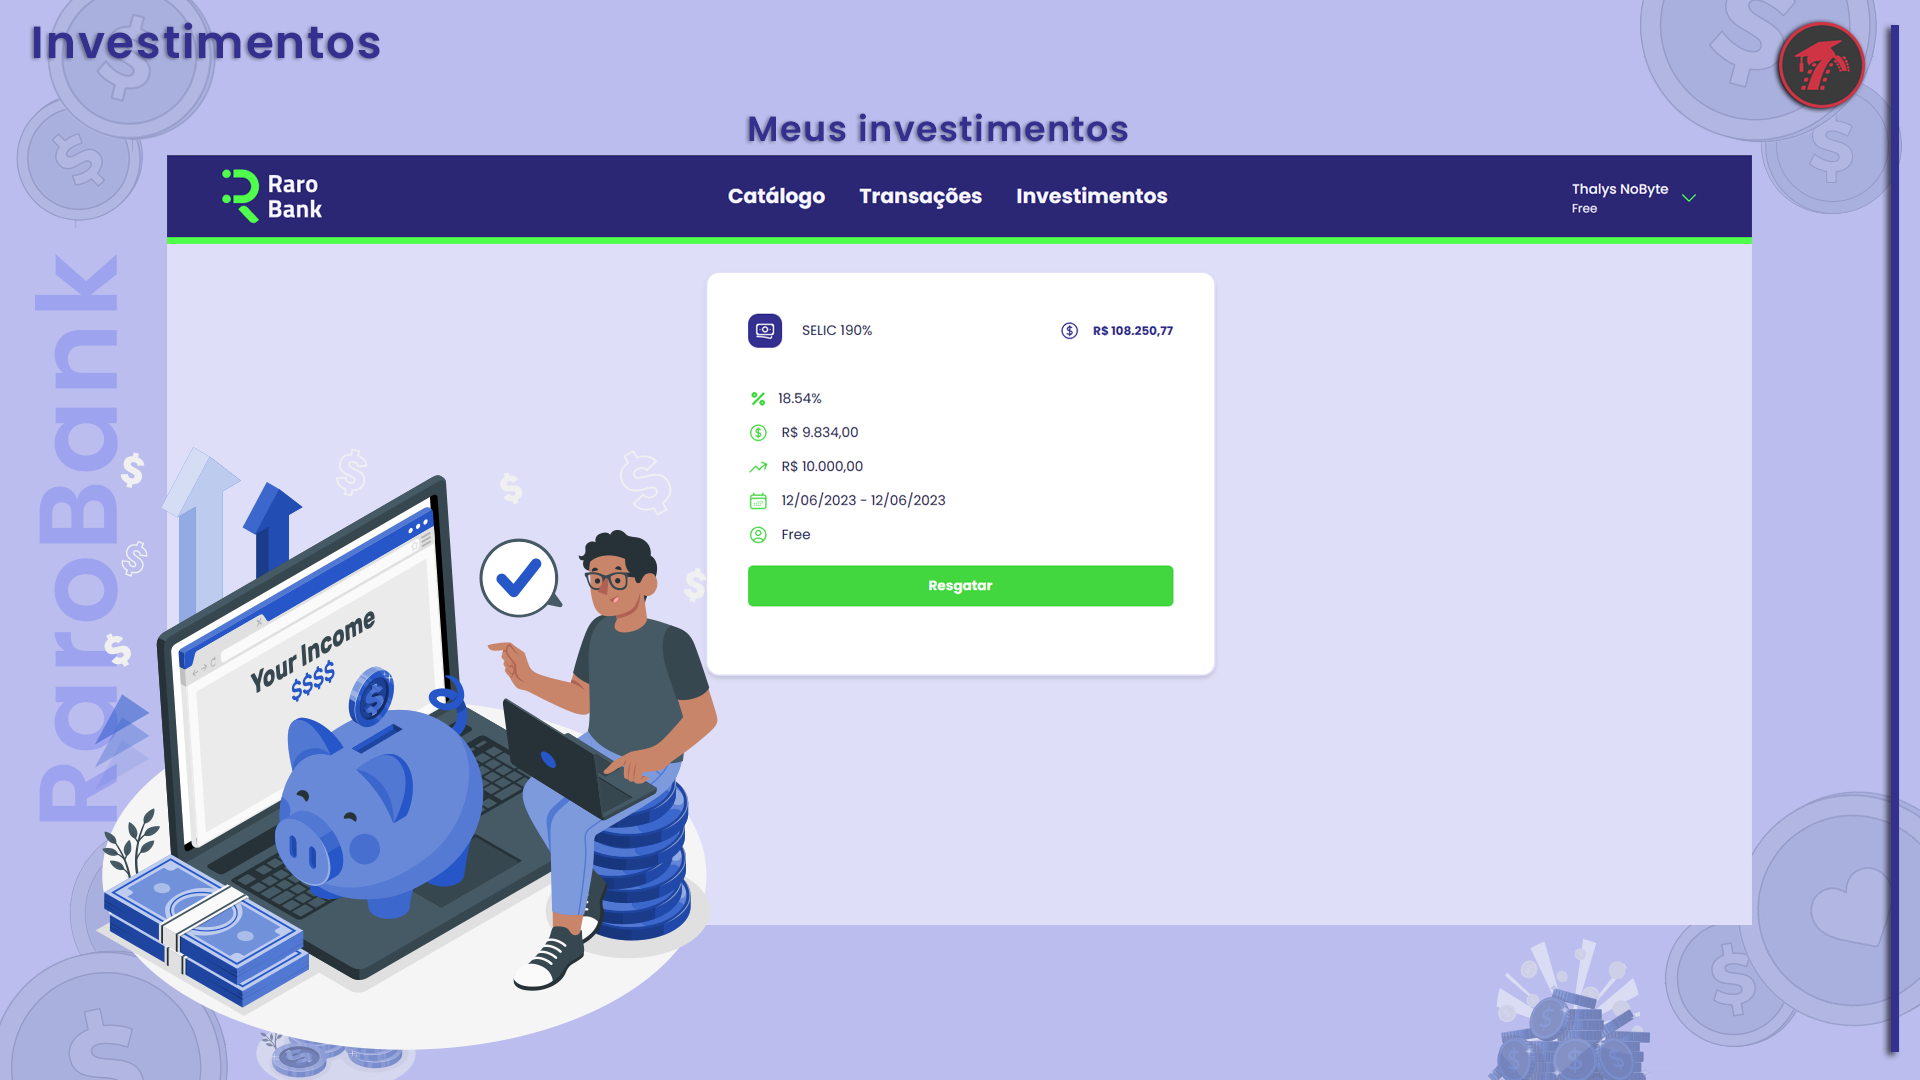 Investimentos
Meus investimentos
Raro
Bank
Catálogo
Transações
Investimentos
Thalys NoByte
Free
SELIC 190%
R$ 108.250,77
18.54%
R$ 9.834,00
R$ 10.000,00
12/06/2023 - 12/06/2023
Free
Resgatar
RaroBank
Your Income
$$$$